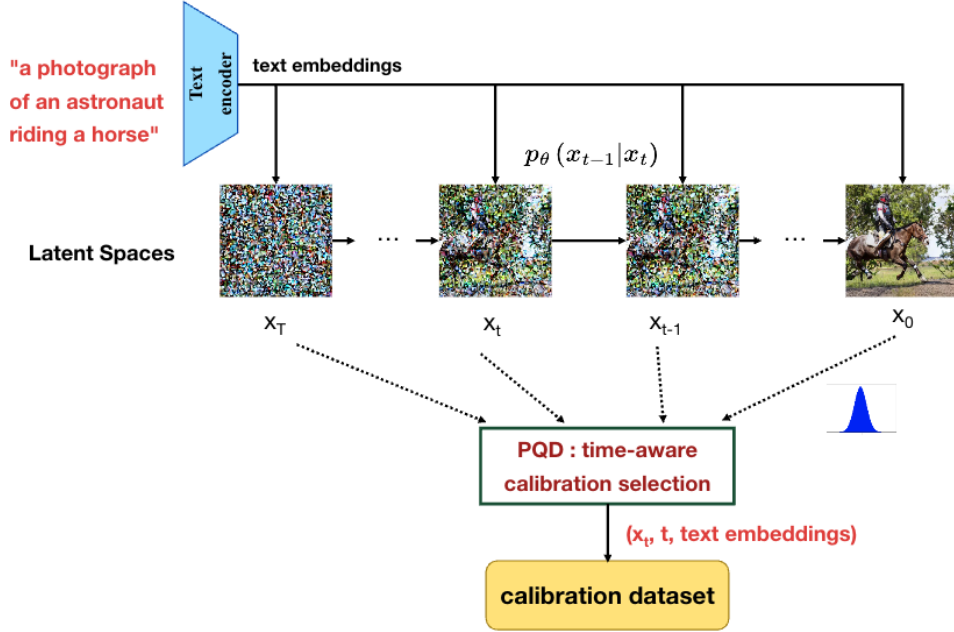 "a photograph
of an astronaut
riding a horse"
Text
encoder
text embeddings
pθ (xt−1|xt)
Latent Spaces
...
...
xT
xt
xt-1
x0
PQD : time-aware
calibration selection
(xt, t, text embeddings)
calibration dataset